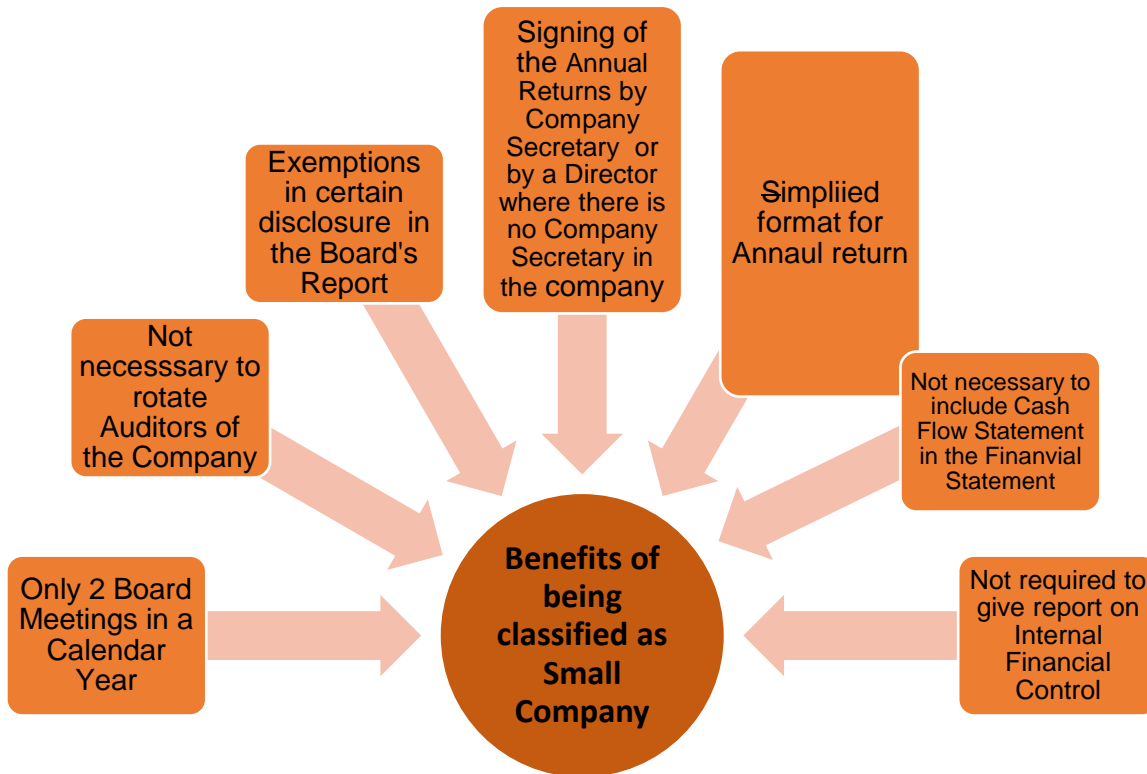 Signing of
the Annual
Returns by
Company
Secretary or
by a Director
where there is
no Company
Secretary in
the company
Simpliied
format for
Annaul return
Exemptions
in certain
disclosure in
the Board's
Report
Not
necesssary to
rotate
Auditors of
the Company
Not necessary to
include Cash
Flow Statement
in the Finanvial
Statement
Only 2 Board
Meetings in a
Calendar
Year
Benefits of
being
classified as
Small
Company
Not required to
give report on
Internal
Financial
Control